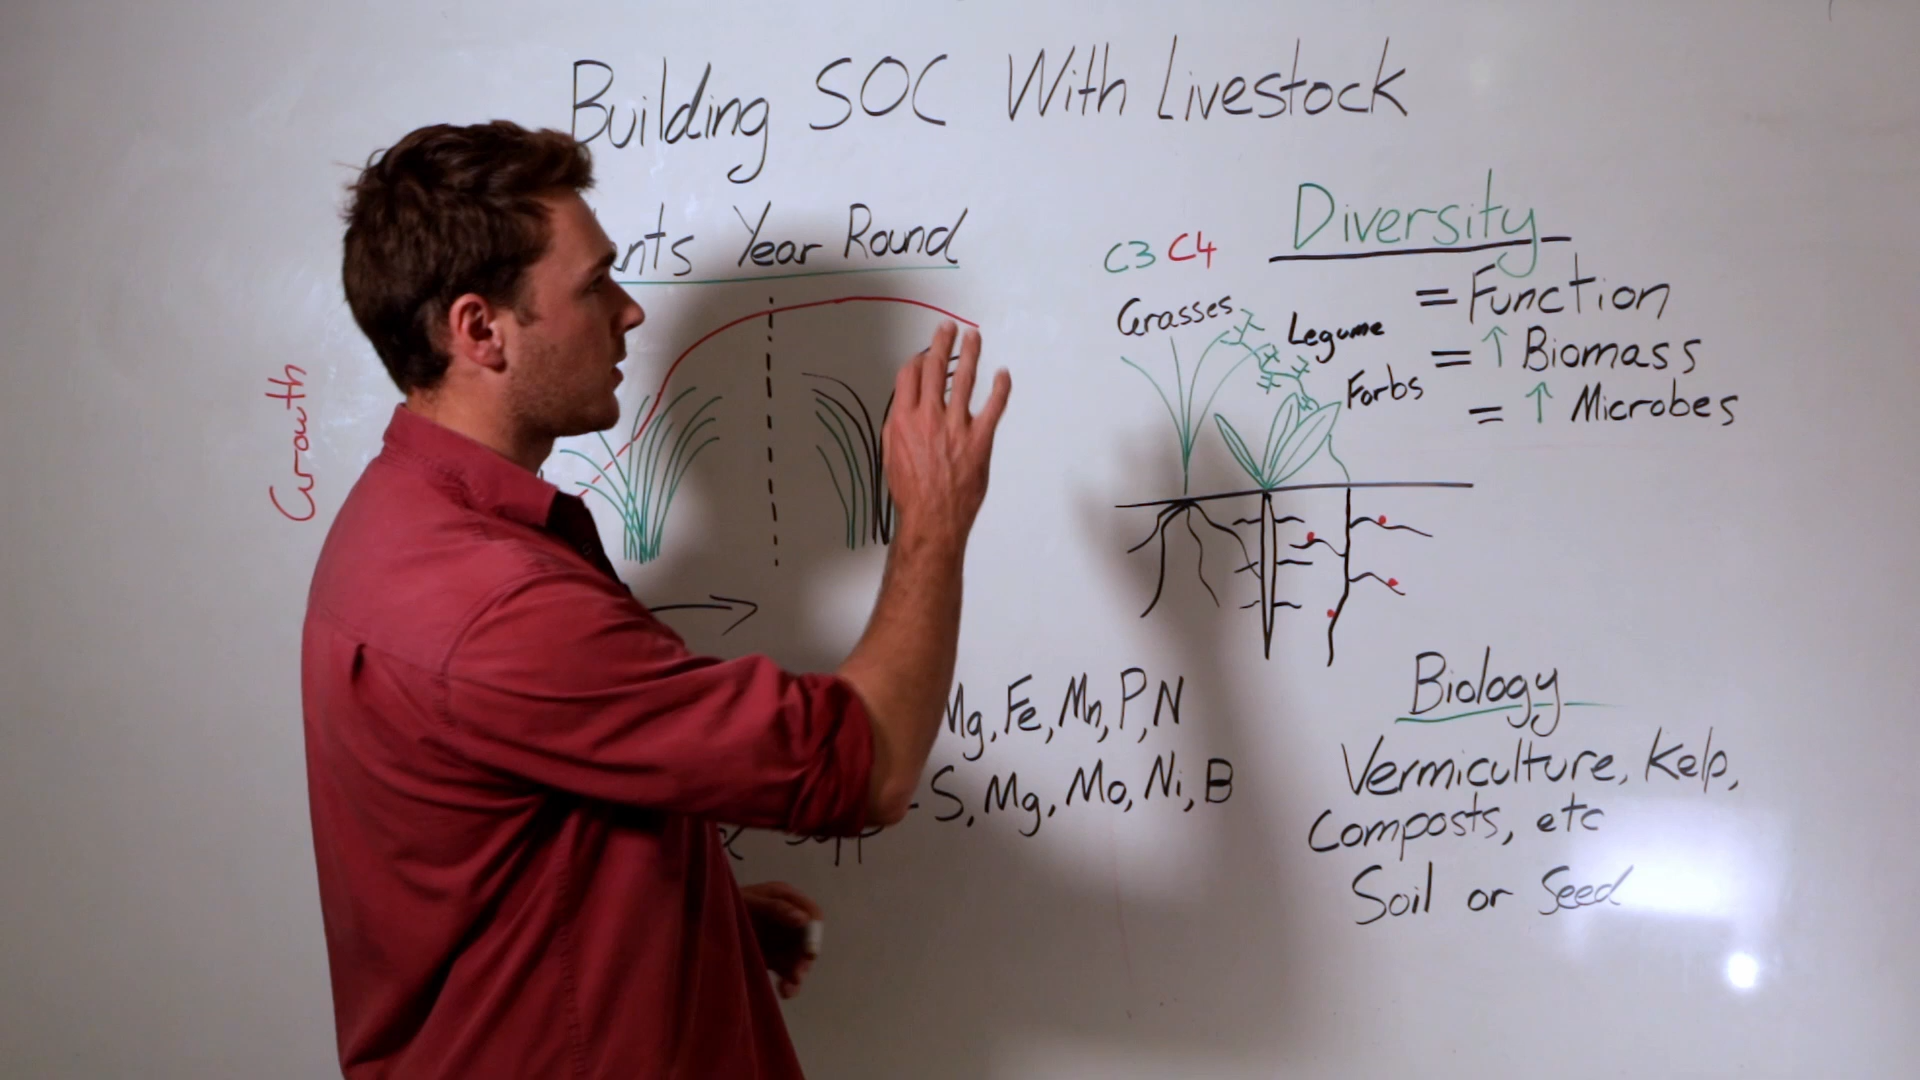 Building SOC With Livestock
Year Round
Growth
C3 C4
Grasses
Legume
Forbs
Diversity
= Function
= ↑ Biomass
= ↑ Microbes
Mg, Fe, Mn, P, N
- S, Mg, Mo, Ni, B
Biology
Vermiculture, Kelp,
Composts, etc
Soil or Seed